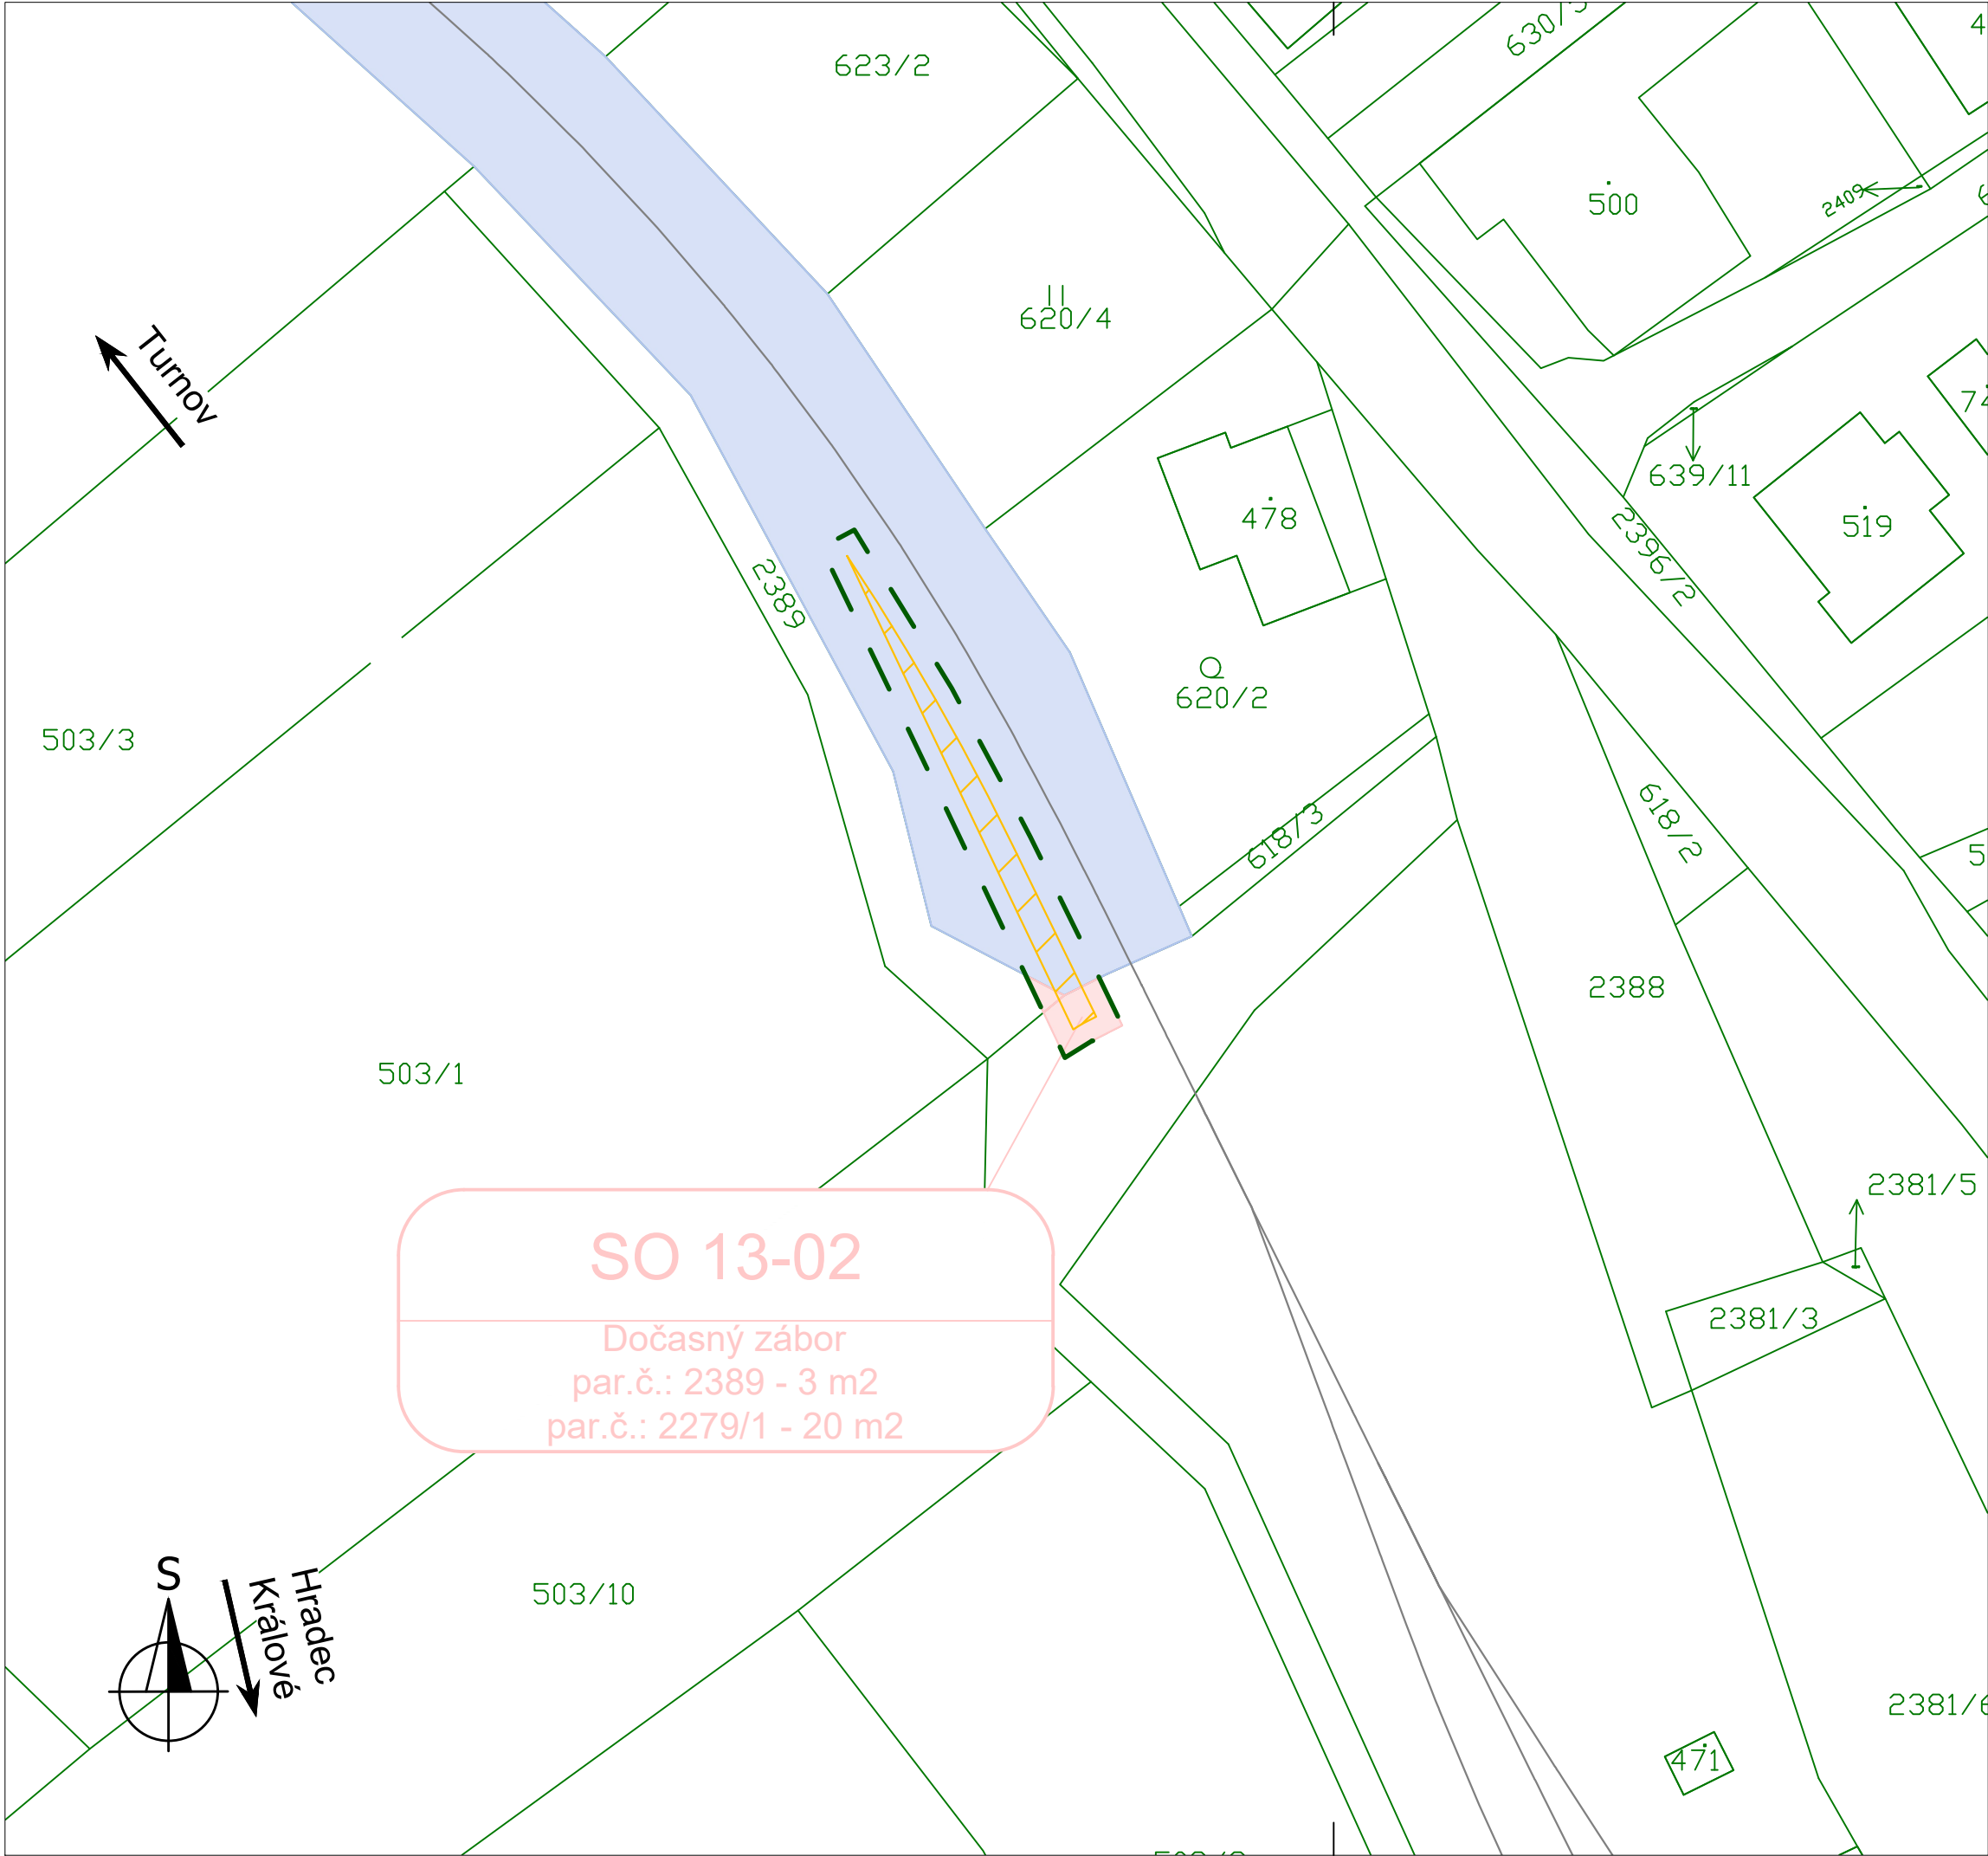 623/2
630/3
500
2409
620/4
Turnov
639/11
478
519
2396/2
2389
620/2
503/3
618/3
618/2
2388
503/1
2381/5
SO 13-02
Dočasný zábor
par.č.: 2389 - 3 m2
par.č.: 2279/1 - 20 m2
2381/3
S
Hradec
Králové
503/10
2381/6
471